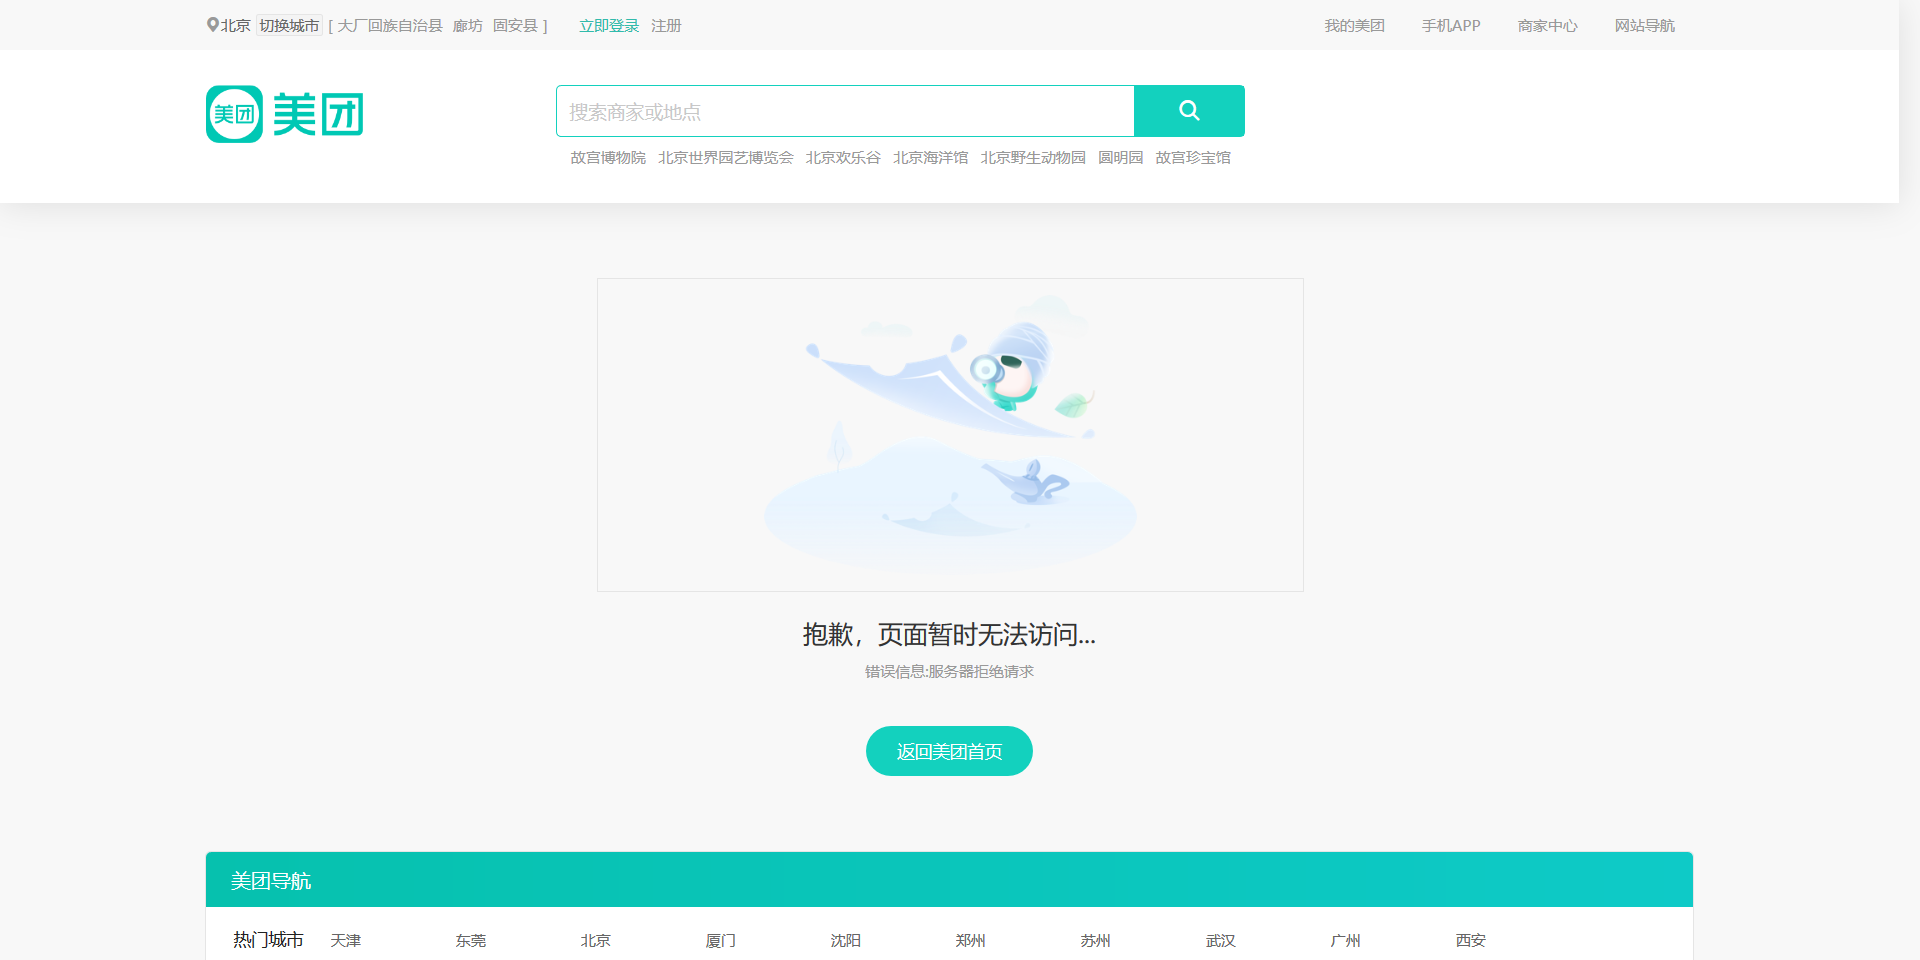 北京 切换城市 [ 大厂回族自治县 廊坊 固安县 ] 立即登录 注册 我的美团 手机APP 商家中心 网站导航
美团 美团
搜索商家或地点
故宫博物院 北京世界园艺博览会 北京欢乐谷 北京海洋馆 北京野生动物园 圆明园 故宫珍宝馆
抱歉，页面暂时无法访问...
错误信息:服务器拒绝请求
返回美团首页
美团导航
热门城市 天津 东莞 北京 厦门 沈阳 郑州 苏州 武汉 广州 西安